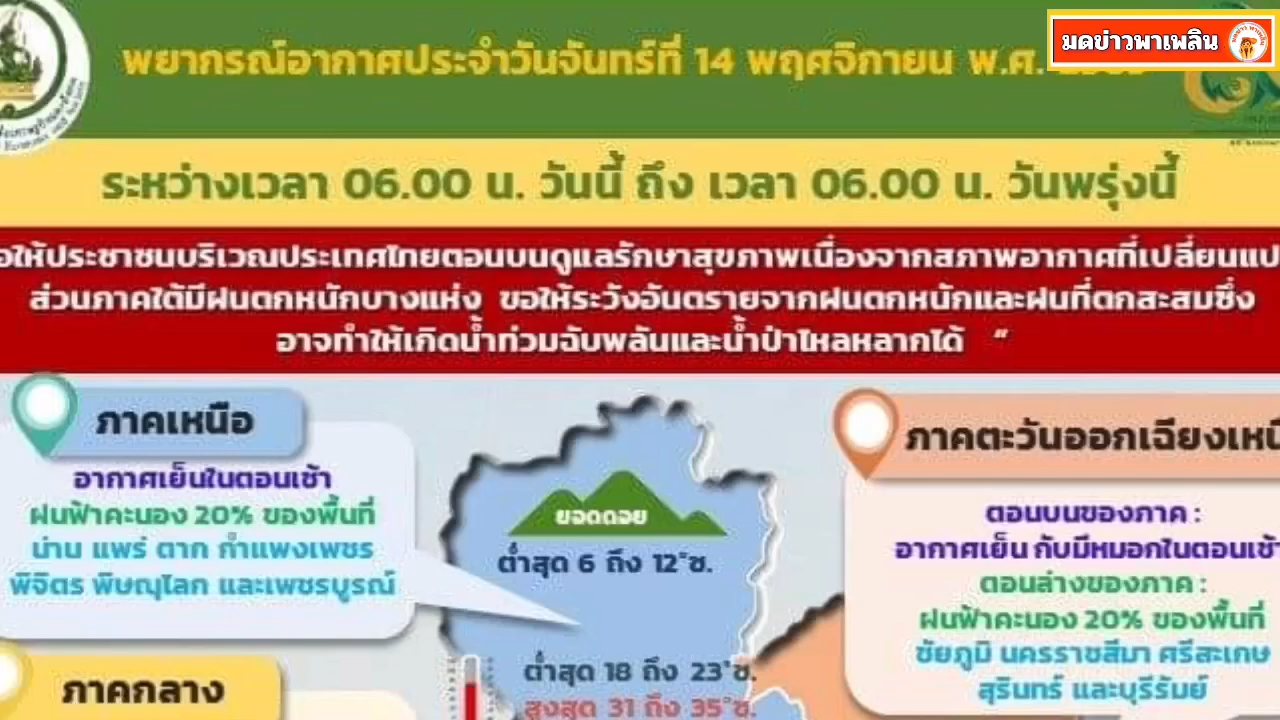 มดข่าวพาเพลิน
พยากรณ์อากาศประจำวันจันทร์ที่ 14 พฤศจิกายน พ.ศ.
ระหว่างเวลา 06.00 น. วันนี้ ถึง เวลา 06.00 น. วันพรุ่งนี้
อให้ประชาชนบริเวณประเทศไทยตอนบนดูแลรักษาสุขภาพเนื่องจากสภาพอากาศที่เปลี่ยนแป
ส่วนภาคใต้มีฝนตกหนักบางแห่ง ขอให้ระวังอันตรายจากฝนตกหนักและฝนที่ตกสะสมซึ่ง
อาจทำให้เกิดน้ำท่วมฉับพลันและน้ำป่าไหลหลากได้ "
ภาคเหนือ
อากาศเย็นในตอนเช้า
ฝนฟ้าคะนอง 20% ของพื้นที่
น่าน แพร่ ตาก กำแพงเพชร
พิจิตร พิษณุโลก และเพชรบูรณ์
ภาคกลาง
ยอดดอย
ต่ำสุด 6 ถึง 12°ซ.
ต่ำสุด 18 ถึง 23°ซ.
สูงสุด 31 ถึง 35°ซ.
ภาคตะวันออกเฉียงเหนื
ตอนบนของภาค :
อากาศเย็น กับมีหมอกในตอนเช้า
ตอนล่างของภาค :
ฝนฟ้าคะนอง 20% ของพื้นที่
ชัยภูมิ นครราชสีมา ศรีสะเกษ
สุรินทร์ และบุรีรัมย์